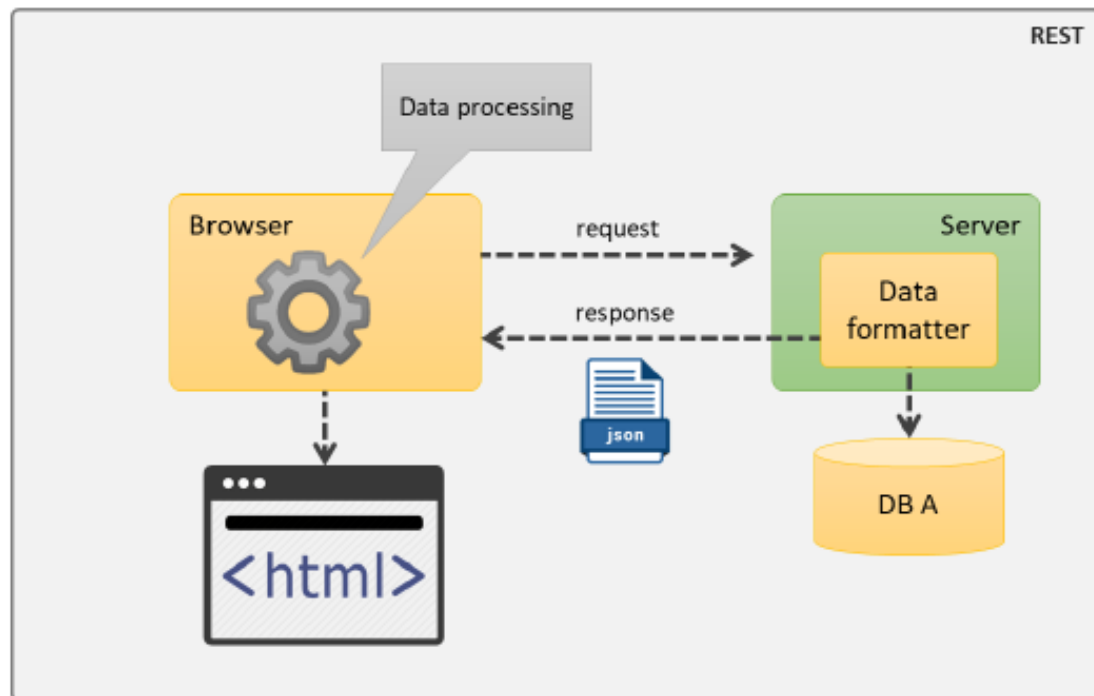 REST
Data processing
Browser
request
Server
Data
formatter
response
json
DB A
<html>